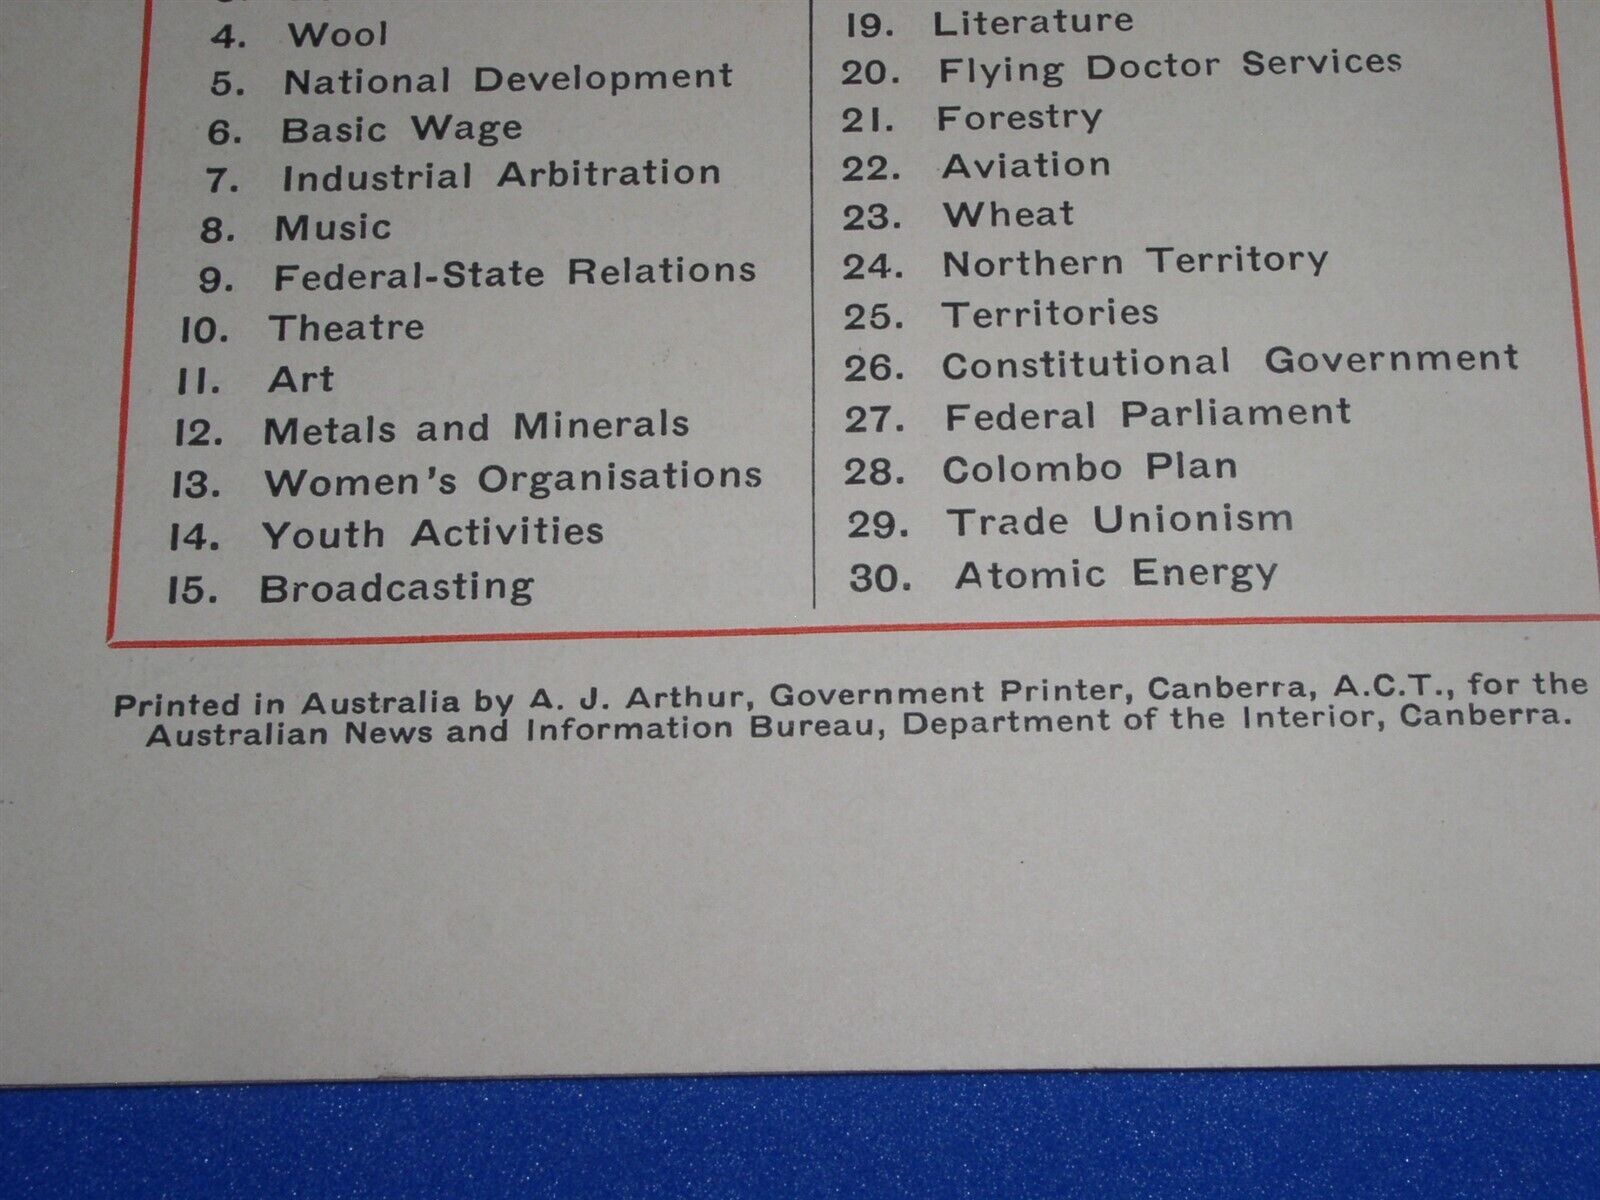 4. Wool
5. National Development
6. Basic Wage
7. Industrial Arbitration
8. Music
9. Federal-State Relations
10. Theatre
11. Art
12. Metals and Minerals
13. Women's Organisations
14. Youth Activities
15. Broadcasting
19. Literature
20. Flying Doctor Services
21. Forestry
22. Aviation
23. Wheat
24. Northern Territory
25. Territories
26. Constitutional Government
27. Federal Parliament
28. Colombo Plan
29. Trade Unionism
30. Atomic Energy
Printed in Australia by A. J. Arthur, Government Printer, Canberra, A.C.T., for the
Australian News and Information Bureau, Department of the Interior, Canberra.